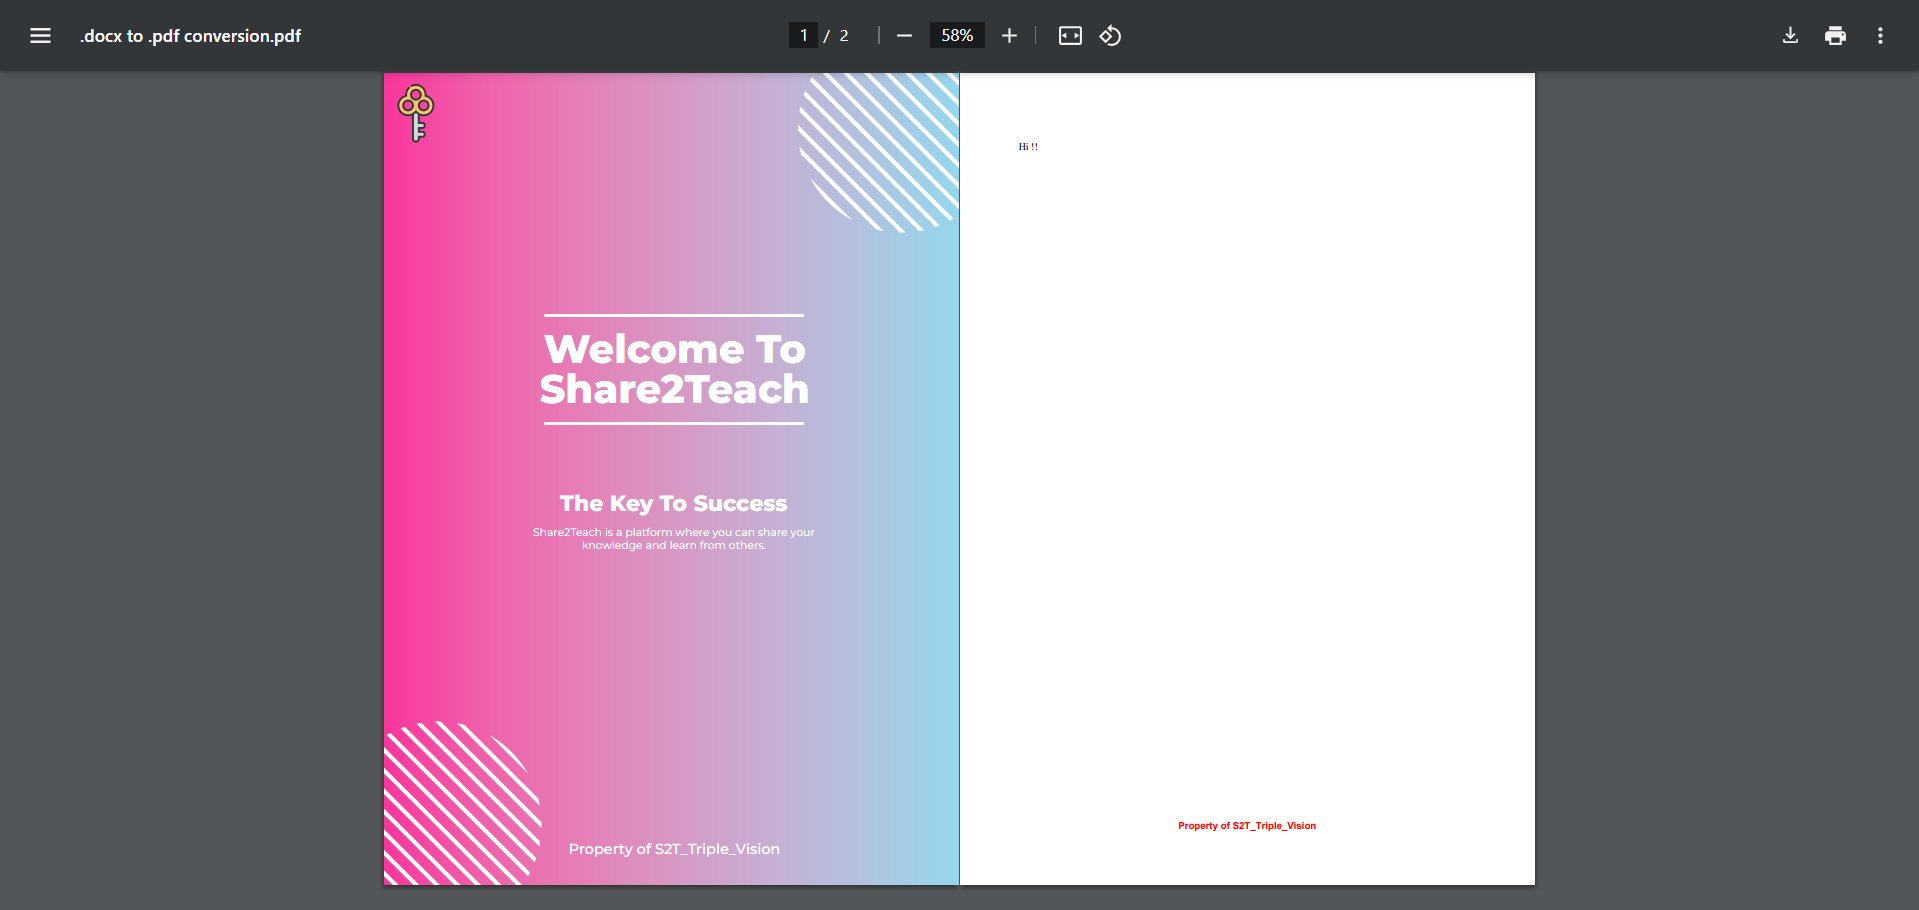 .docx to .pdf conversion.pdf
1 / 2
58%
Welcome To
Share2Teach
The Key To Success
Share2Teach is a platform where you can share your
knowledge and learn from others.
Property of S2T_Triple_Vision
Hi !!
Property of S2T_Triple_Vision